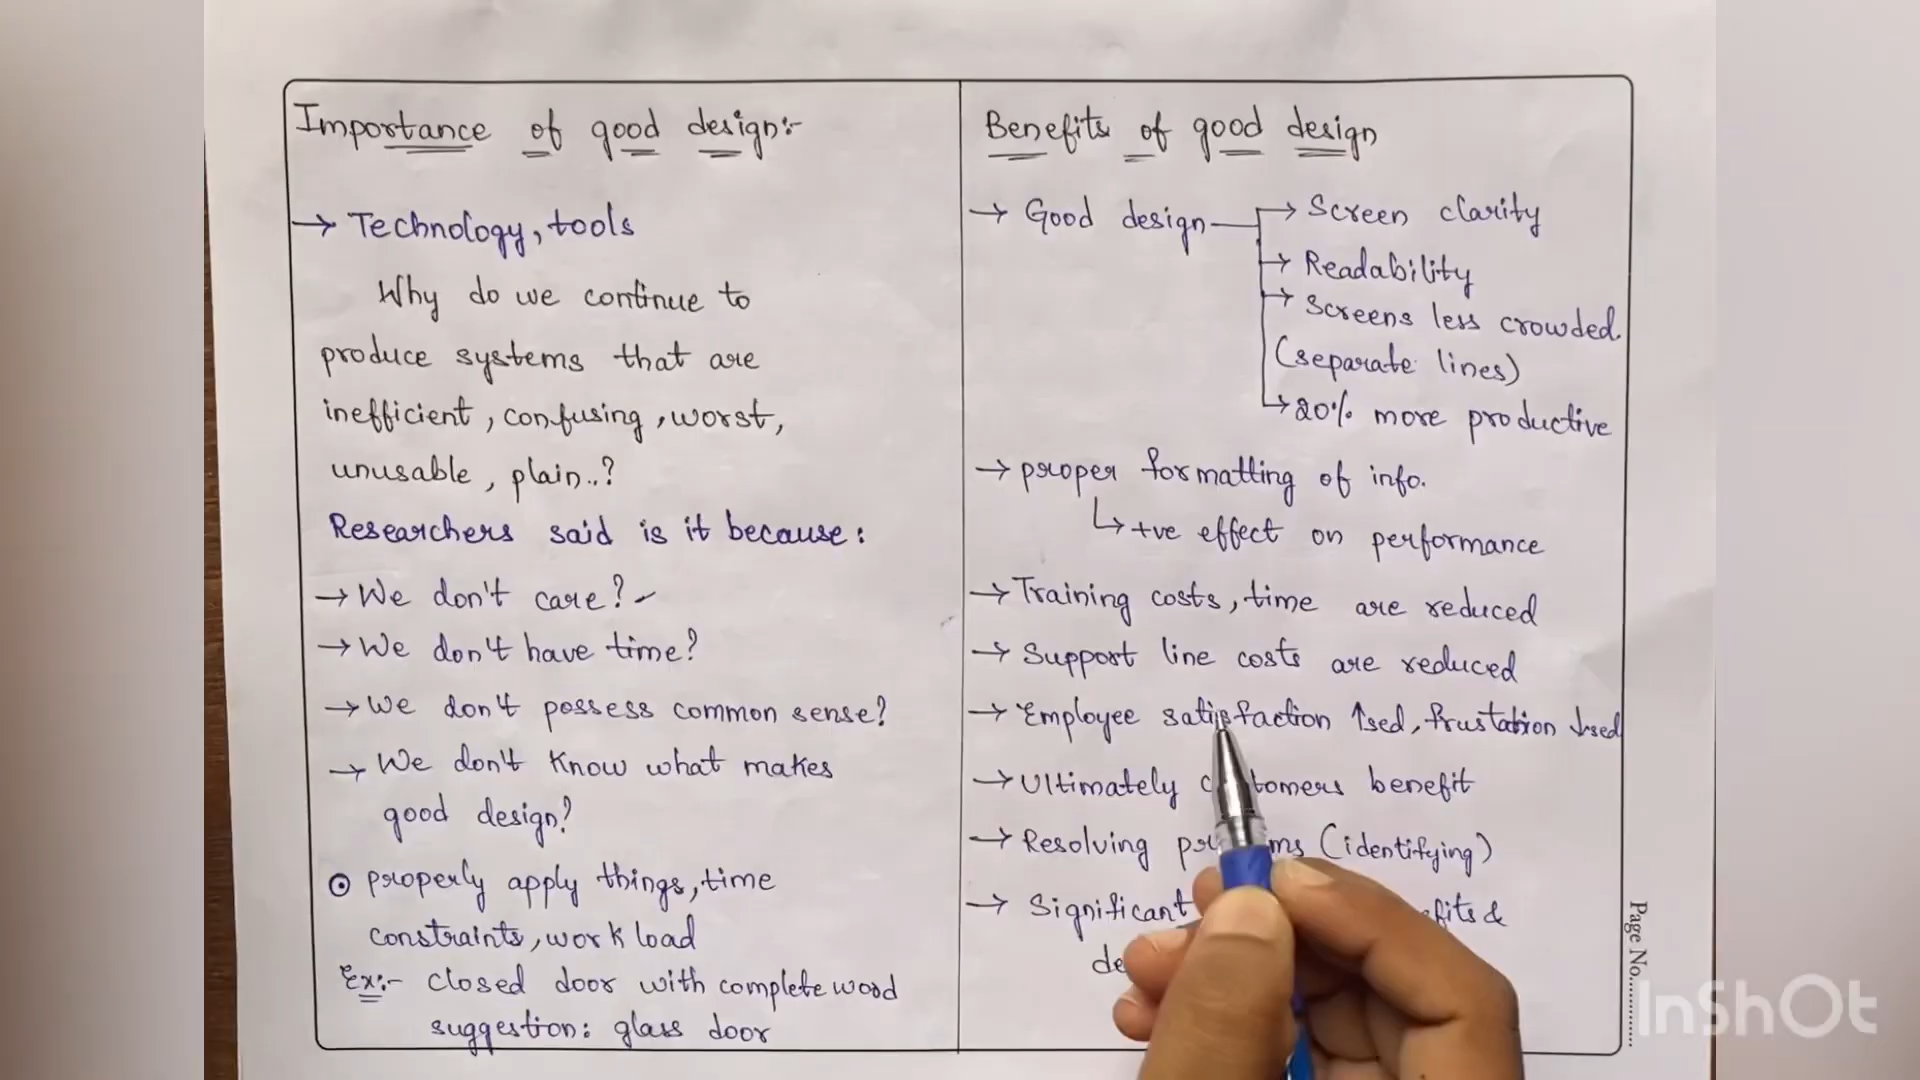 Importance of good design:-
→ Technology, tools
Why do we continue to
produce systems that are
inefficient, confusing, worst,
unusable, plain..?
Researchers said is it because:
→ We don't care?
→ We don't have time?
→ We don't possess common sense?
→ We don't know what makes
good design?
⊙ properly apply things, time
constraints, work load
Ex:- closed door with complete wood
suggestion: glass door
Benefits of good design
→ Good design → Screen clarity
→ Readability
→ Screens less crowded.
(separate lines)
→ 20% more productive
→ proper formatting of info.
↳ +ve effect on performance
→ Training costs, time are reduced
→ Support line costs are reduced
→ Employee satisfaction ↑sed, frustation ↓sed
→ Ultimately customers benefit
→ Resolving (identifying)
→ Significant &
Page No.
InShOt